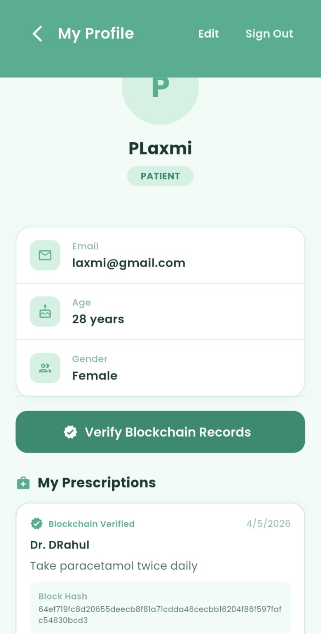 My Profile
Edit
Sign Out
P
PLaxmi
PATIENT
Email
laxmi@gmail.com
Age
28 years
Gender
Female
Verify Blockchain Records
My Prescriptions
Blockchain Verified
4/5/2026
Dr. DRahul
Take paracetamol twice daily
Block Hash
64ef719fc8d20655deecb8f81a71cdda46cecbb16204f86f597faf
c54830bcd3